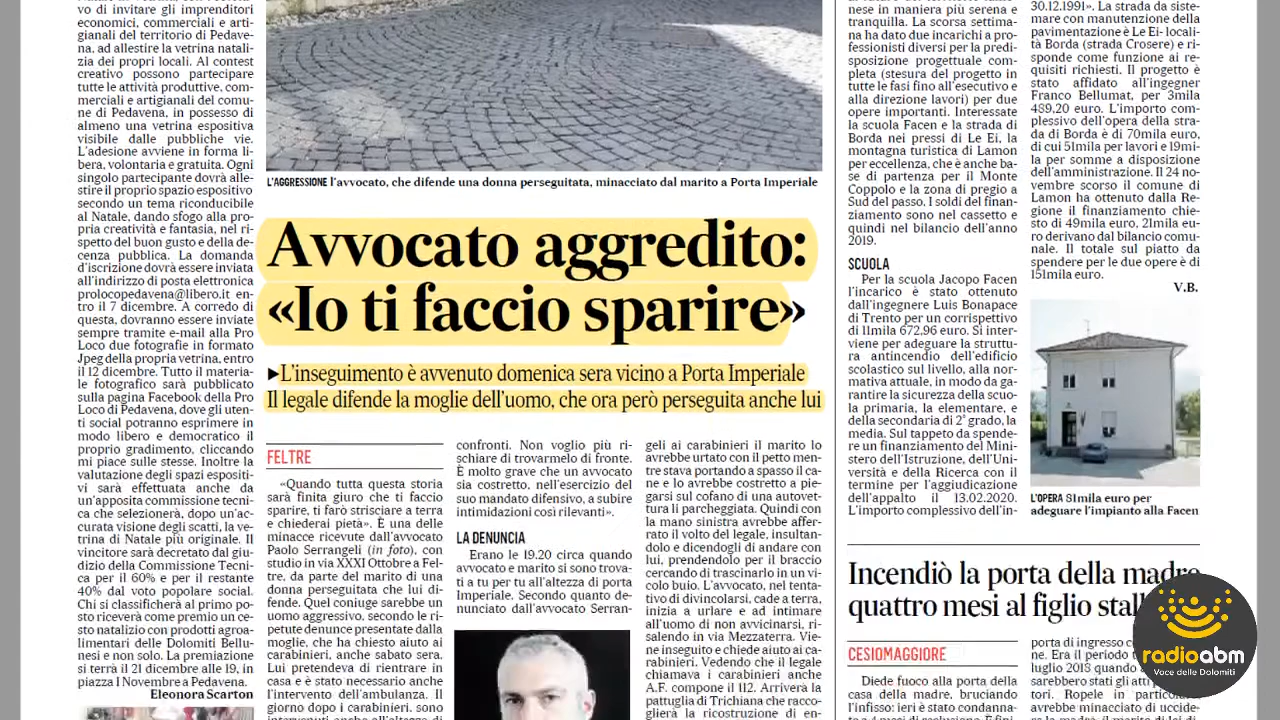 vo di invitare gli imprenditori
economici, commerciali e arti-
gianali del territorio di Pedave-
na, ad allestire la vetrina natali-
zia dei propri locali. Al contest
creativo possono partecipare
tutte le attività produttive, com-
merciali e artigianali del comu-
ne di Pedavena, in possesso di
almeno una vetrina espositiva
visibile dalle pubbliche vie.
L'adesione avviene in forma li-
bera, volontaria e gratuita. Ogni
singolo partecipante dovrà alle-
stire il proprio spazio espositivo
secondo un tema riconducibile
al Natale, dando sfogo alla pro-
pria creatività e fantasia, nel ri-
spetto del buon gusto e della de-
cenza pubblica. La domanda
d'iscrizione dovrà essere inviata
all'indirizzo di posta elettronica
prolocopedavena@libero.it en-
tro il 7 dicembre. A corredo di
questa, dovranno essere inviate
sempre tramite e-mail alla Pro
Loco due fotografie in formato
Jpeg della propria vetrina, entro
il 12 dicembre. Tutto il materia-
le fotografico sarà pubblicato
sulla pagina Facebook della Pro
Loco di Pedavena, dove gli uten-
ti social potranno esprimere in
modo libero e democratico il
proprio gradimento, cliccando
mi piace sulle stesse. Inoltre la
valutazione degli spazi espositi-
vi sarà effettuata anche da
un'apposita commissione tecni-
ca che selezionerà, dopo un'ac-
curata visione degli scatti, la ve-
trina di Natale più originale. Il
vincitore sarà decretato dal giu-
dizio della Commissione Tecni-
ca per il 60% e per il restante
40% dal voto popolare social.
Chi si classificherà al primo po-
sto riceverà come premio un ce-
sto natalizio con prodotti agroa-
limentari delle Dolomiti Bellu-
nesi e non solo. La premiazione
si terrà il 21 dicembre alle 19, in
piazza I Novembre a Pedavena.
Eleonora Scarton
L'AGGRESSIONE l'avvocato, che difende una donna perseguitata, minacciato dal marito a Porta Imperiale
Avvocato aggredito:
«Io ti faccio sparire»
►L'inseguimento è avvenuto domenica sera vicino a Porta Imperiale
Il legale difende la moglie dell'uomo, che ora però perseguita anche lui
FELTRE
«Quando tutta questa storia
sarà finita giuro che ti faccio
sparire, ti farò strisciare a terra
e chiederai pietà». È una delle
minacce ricevute dall'avvocato
Paolo Serrangeli (in foto), con
studio in via XXXI Ottobre a Fel-
tre, da parte del marito di una
donna perseguitata che lui di-
fende. Quel coniuge sarebbe un
uomo aggressivo, secondo le ri-
petute denunce presentate dalla
moglie, che ha chiesto aiuto ai
carabinieri, anche sabato sera.
Lui pretendeva di rientrare in
casa e è stato necessario anche
l'intervento dell'ambulanza. Il
giorno dopo i carabinieri, sono
confronti. Non voglio più ri-
schiare di trovarmelo di fronte.
È molto grave che un avvocato
sia costretto, nell'esercizio del
suo mandato difensivo, a subire
intimidazioni così rilevanti».
LA DENUNCIA
Erano le 19.20 circa quando
avvocato e marito si sono trova-
ti a tu per tu all'altezza di porta
Imperiale. Secondo quanto de-
nunciato dall'avvocato Serran-
geli ai carabinieri il marito lo
avrebbe urtato con il petto men-
tre stava portando a spasso il ca-
ne e lo avrebbe costretto a pie-
garsi sul cofano di una autovet-
tura lì parcheggiata. Quindi con
la mano sinistra avrebbe affer-
rato il volto del legale, insultan-
dolo e dicendogli di andare con
lui, prendendolo per il braccio
cercando di trascinarlo in un vi-
colo buio. L'avvocato, nel tenta-
tivo di divincolarsi, cade a terra,
inizia a urlare e ad intimare
all'uomo di non avvicinarsi, ri-
salendo in via Mezzaterra. Vie-
ne inseguito e chiede aiuto ai ca-
rabinieri. Vedendo che il legale
chiamava i carabinieri anche
A.F. compone il 112. Arriverà la
pattuglia di Trichiana che racco-
glierà la ricostruzione di en-
nese in maniera più serena e
tranquilla. La scorsa settima-
na ha dato due incarichi a pro-
fessionisti diversi per la predi-
sposizione progettuale com-
pleta (stesura del progetto in
tutte le fasi fino all'esecutivo e
alla direzione lavori) per due
opere importanti. Interessate
la scuola Facen e la strada di
Borda nei pressi di Le Ei, la
montagna turistica di Lamon
per eccellenza, che è anche ba-
se di partenza per il Monte
Coppolo e la zona di pregio a
Sud del passo. I soldi del finan-
ziamento sono nel cassetto e
quindi nel bilancio dell'anno
2019.
SCUOLA
Per la scuola Jacopo Facen
l'incarico è stato ottenuto
dall'ingegnere Luis Bonapace
di Trento per un corrispettivo
di 11mila 672,96 euro. Si inter-
viene per adeguare la struttu-
ra antincendio dell'edificio
scolastico sul livello, alla nor-
mativa attuale, in modo da ga-
rantire la sicurezza della scuo-
la primaria, la elementare, e
della secondaria di 2° grado, la
media. Sul tappeto da spende-
re un finanziamento del Mini-
stero dell'Istruzione, dell'Uni-
versità e della Ricerca con il
termine per l'aggiudicazione
dell'appalto il 13.02.2020.
L'importo complessivo dell'in-
30.12.1991». La strada da siste-
mare con manutenzione della
pavimentazione è Le Ei-locali-
tà Borda (strada Crosere) e ri-
sponde come funzione ai re-
quisiti richiesti. Il progetto è
stato affidato all'ingegner
Franco Bellumat, per 3mila
489,20 euro. L'importo com-
plessivo dell'opera della stra-
da di Borda è di 70mila euro,
di cui 51mila per lavori e 19mi-
la per somme a disposizione
dell'amministrazione. Il 24 no-
vembre scorso il comune di
Lamon ha ottenuto dalla Re-
gione il finanziamento chie-
sto di 49mila euro, 21mila eu-
ro derivano dal bilancio comu-
nale. Il totale sul piatto da
spendere per le due opere è di
151mila euro.
V.B.
L'OPERA 81mila euro per
adeguare l'impianto alla Facen
Incendiò la porta della madre
quattro mesi al figlio
CESIOMAGGIORE
Diede fuoco alla porta della
casa della madre, bruciando
l'infisso: ieri è stato condanna-
porta di ingresso
ne. Era il periodo
luglio 2018 quando
sarebbero stati gli
tori. Ropele in
radioabm
Voce delle Dolomiti